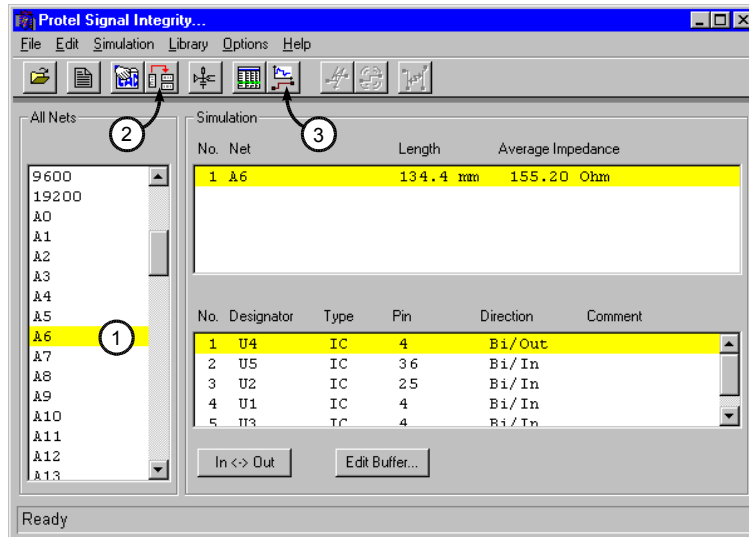 Protel Signal Integrity...
File Edit Simulation Library Options Help
2
3
All Nets
9600
19200
A0
A1
A2
A3
A4
A5
A6
1
A7
A8
A9
A10
A11
A12
A13
Simulation
No. Net Length Average Impedance
1 A6 134.4 mm 155.20 Ohm
No. Designator Type Pin Direction Comment
1 U4 IC 4 Bi/Out
2 U5 IC 36 Bi/In
3 U2 IC 25 Bi/In
4 U1 IC 4 Bi/In
5 U3 IC 4 Bi/In
In <-> Out Edit Buffer...
Ready